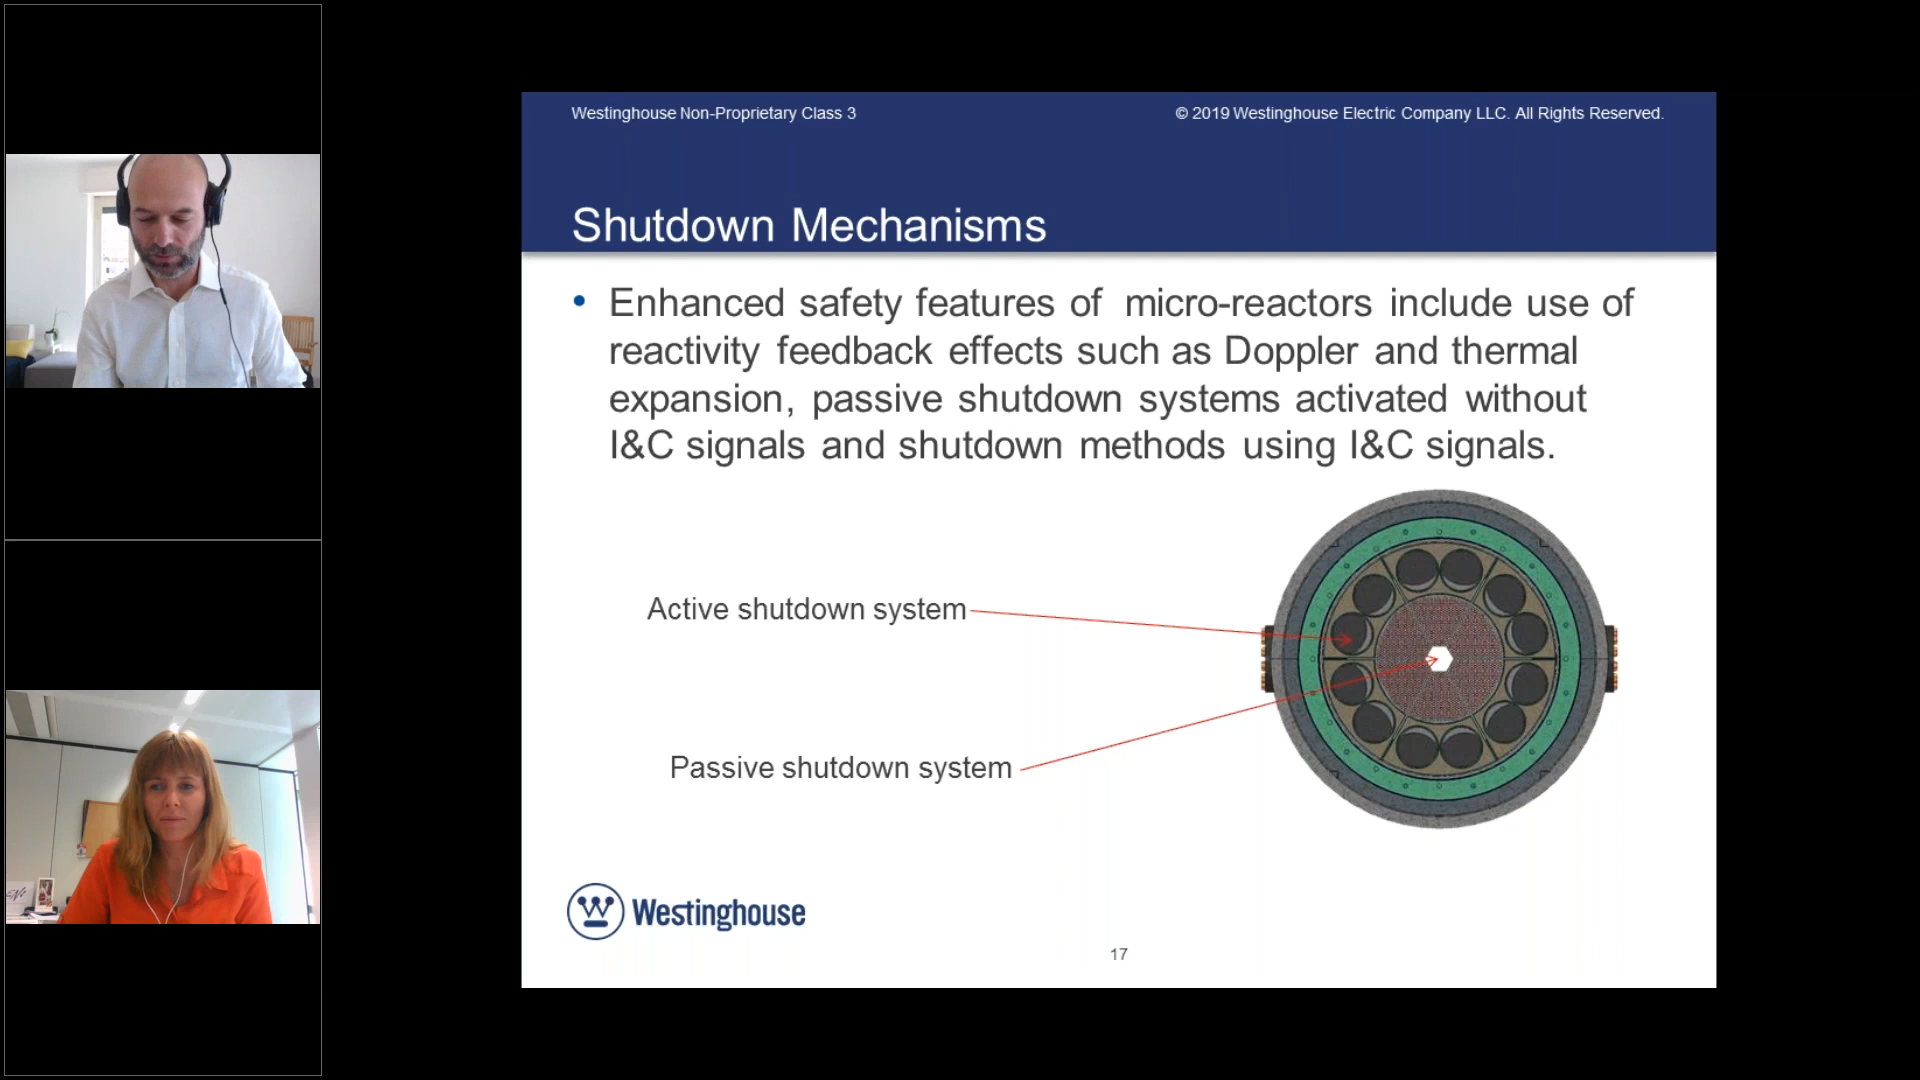 Westinghouse Non-Proprietary Class 3
© 2019 Westinghouse Electric Company LLC. All Rights Reserved.
Shutdown Mechanisms
• Enhanced safety features of micro-reactors include use of
reactivity feedback effects such as Doppler and thermal
expansion, passive shutdown systems activated without
I&C signals and shutdown methods using I&C signals.
Active shutdown system
Passive shutdown system
Westinghouse
17